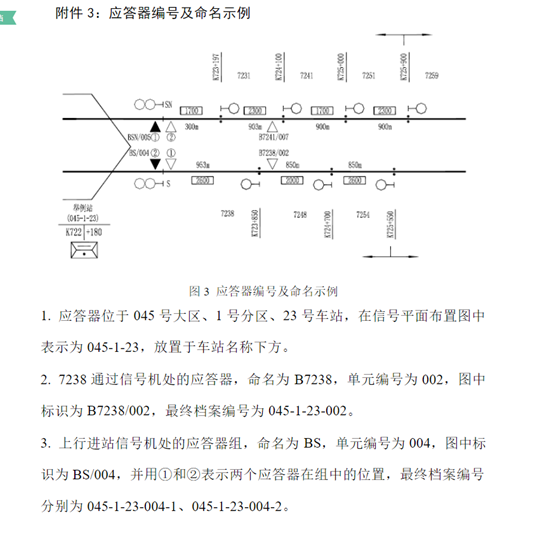 附件 3：应答器编号及命名示例
K723+197
7231
K724+100
7241
K725+000
7251
K725+900
7259
SN
1700
2300
1700
2300
300m
903m
900m
900m
BSN/005 ① ②
B7241/007
BS/004 ② ①
B7238/002
953m
850m
850m
S
2600
2000
2600
举例站
(045-1-23)
K722 +180
7238
K723+850
7248
K724+700
7254
K725+550
图 3 应答器编号及命名示例
1. 应答器位于 045 号大区、1 号分区、23 号车站，在信号平面布置图中
表示为 045-1-23，放置于车站名称下方。
2. 7238 通过信号机处的应答器，命名为 B7238，单元编号为 002，图中
标识为 B7238/002，最终档案编号为 045-1-23-002。
3. 上行进站信号机处的应答器组，命名为 BS，单元编号为 004，图中标
识为 BS/004，并用①和②表示两个应答器在组中的位置，最终档案编号
分别为 045-1-23-004-1、045-1-23-004-2。